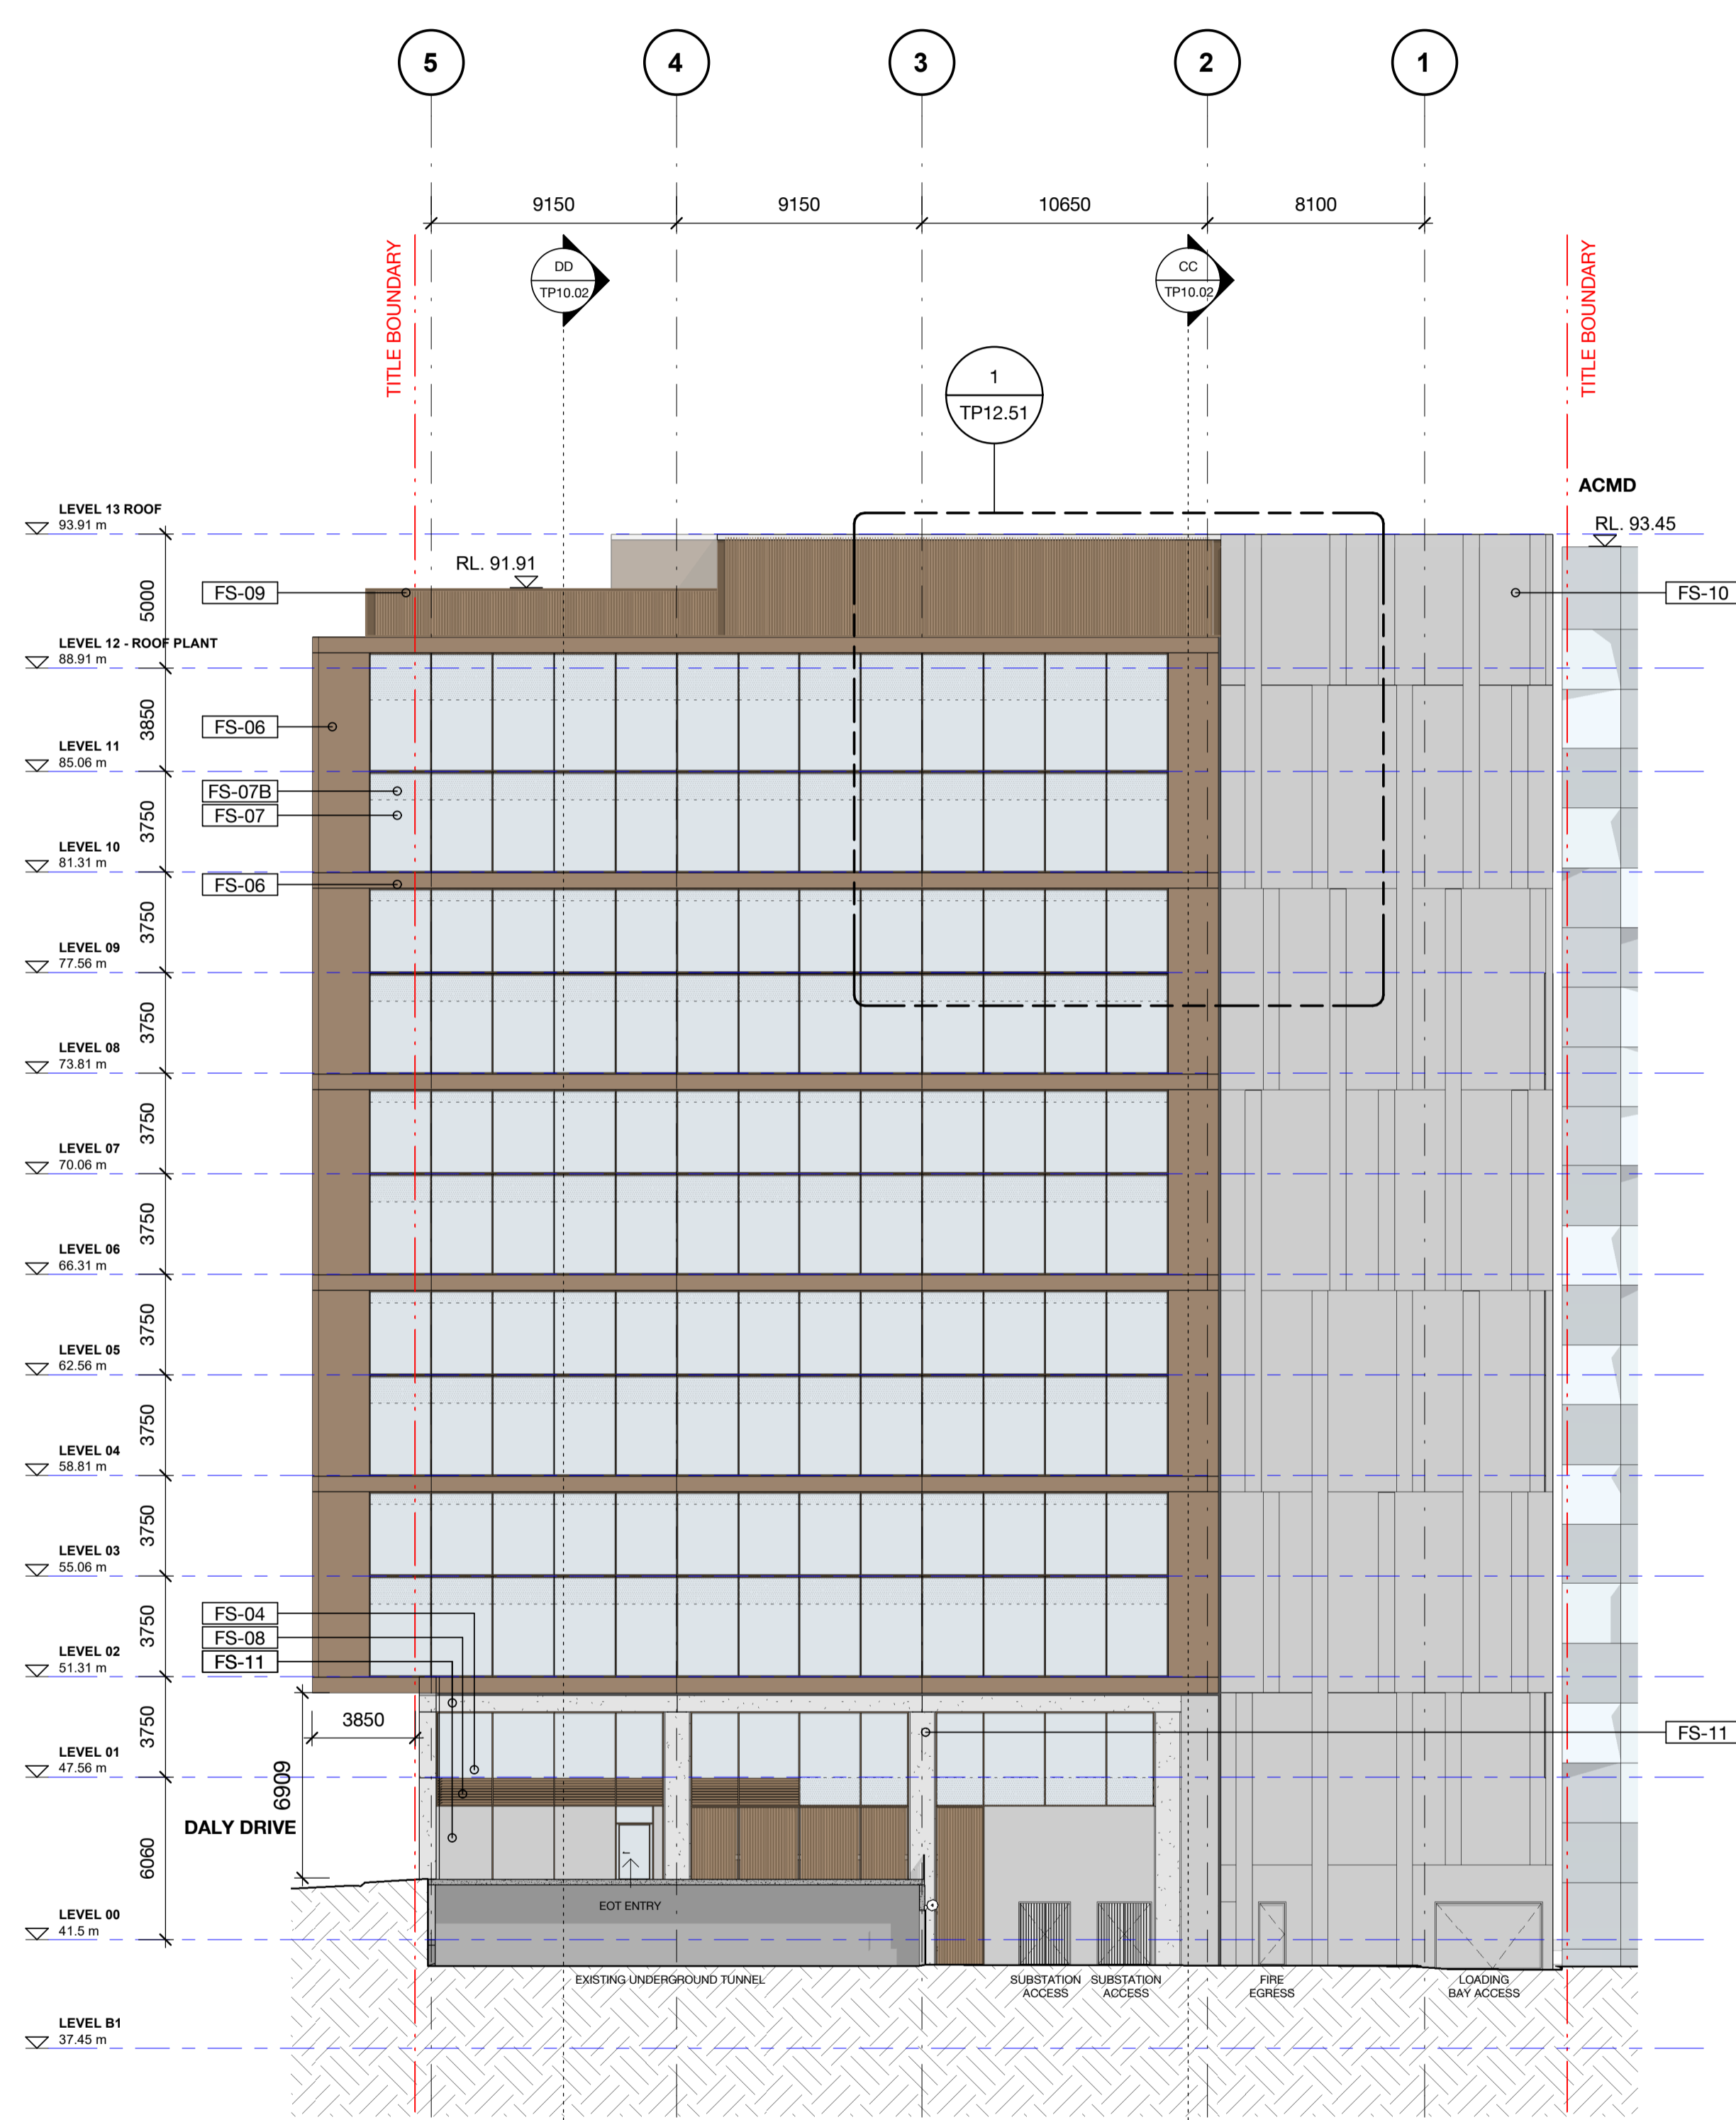 5
4
3
2
1
9150
9150
10650
8100
TITLE BOUNDARY
TITLE BOUNDARY
DD
TP10.02
CC
TP10.02
1
TP12.51
ACMD
RL. 93.45
LEVEL 13 ROOF
93.91 m
RL. 91.91
FS-09
FS-10
5000
LEVEL 12 - ROOF PLANT
88.91 m
FS-06
3850
LEVEL 11
85.06 m
FS-07B
FS-07
3750
LEVEL 10
81.31 m
FS-06
3750
LEVEL 09
77.56 m
3750
LEVEL 08
73.81 m
3750
LEVEL 07
70.06 m
3750
LEVEL 06
66.31 m
3750
LEVEL 05
62.56 m
3750
LEVEL 04
58.81 m
3750
LEVEL 03
55.06 m
FS-04
3750
FS-08
FS-11
LEVEL 02
51.31 m
3850
3750
FS-11
LEVEL 01
47.56 m
6909
DALY DRIVE
6060
EOT ENTRY
LEVEL 00
41.5 m
EXISTING UNDERGROUND TUNNEL
SUBSTATION
ACCESS
SUBSTATION
ACCESS
FIRE
EGRESS
LOADING
BAY ACCESS
LEVEL B1
37.45 m